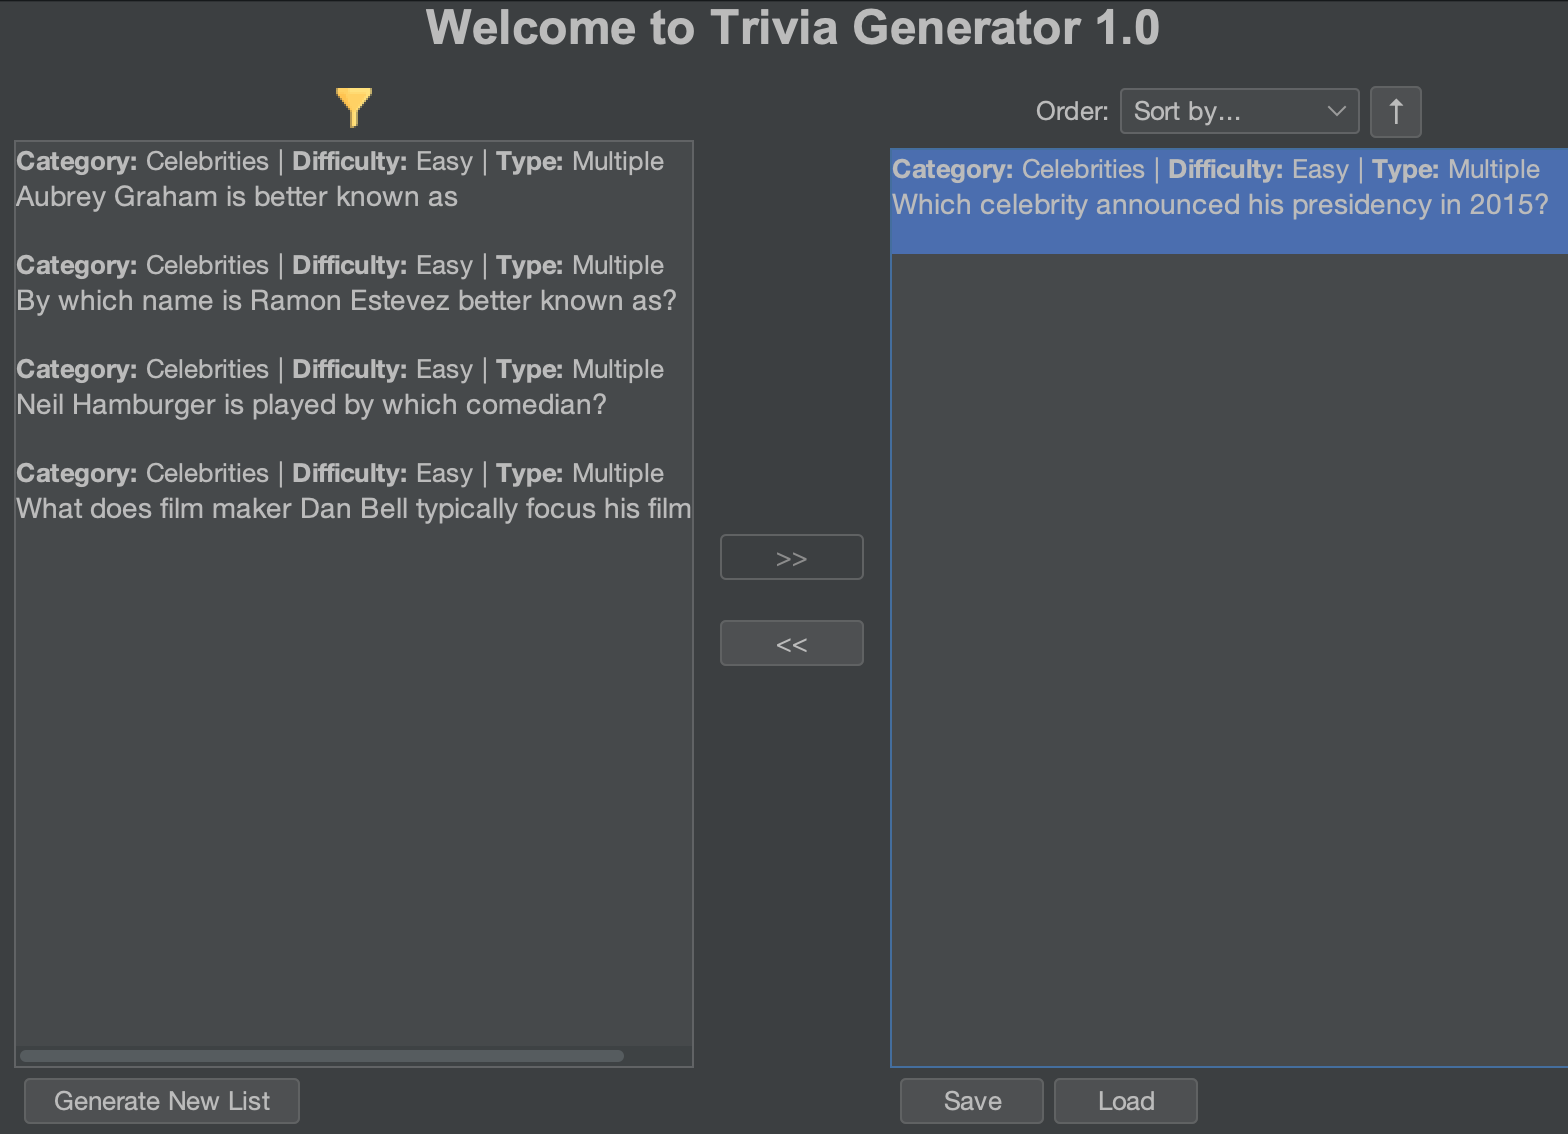 Welcome to Trivia Generator 1.0
Order: Sort by... ↑
Category: Celebrities | Difficulty: Easy | Type: Multiple
Aubrey Graham is better known as
Category: Celebrities | Difficulty: Easy | Type: Multiple
By which name is Ramon Estevez better known as?
Category: Celebrities | Difficulty: Easy | Type: Multiple
Neil Hamburger is played by which comedian?
Category: Celebrities | Difficulty: Easy | Type: Multiple
What does film maker Dan Bell typically focus his film
>>
<<
Category: Celebrities | Difficulty: Easy | Type: Multiple
Which celebrity announced his presidency in 2015?
Generate New List
Save
Load